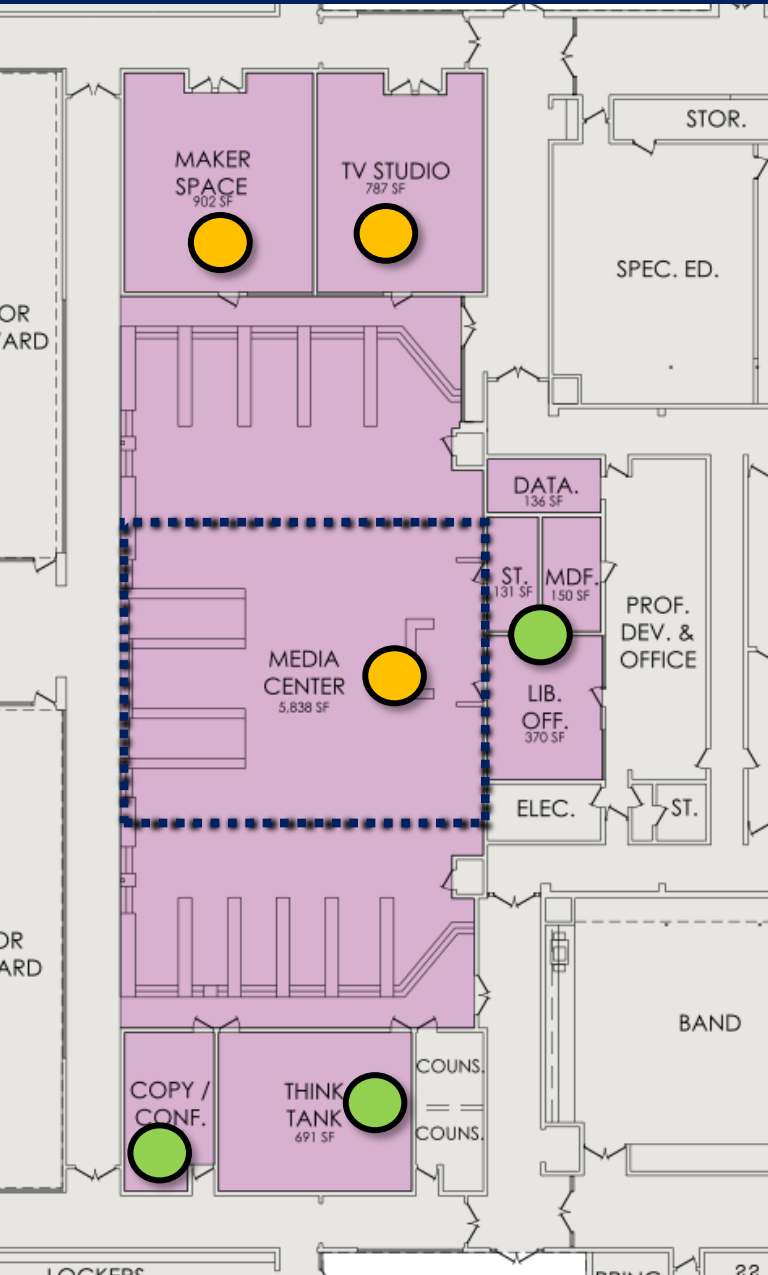 STOR.
MAKER
SPACE
902 SF
TV STUDIO
787 SF
SPEC. ED.
OR
ARD
DATA.
136 SF
ST.
131 SF
MDF.
150 SF
PROF.
DEV. &
OFFICE
MEDIA
CENTER
5,838 SF
LIB.
OFF.
370 SF
ELEC.
ST.
OR
ARD
BAND
COPY /
CONF.
THINK
TANK
691 SF
COUNS.
COUNS.
LOCKERS
22